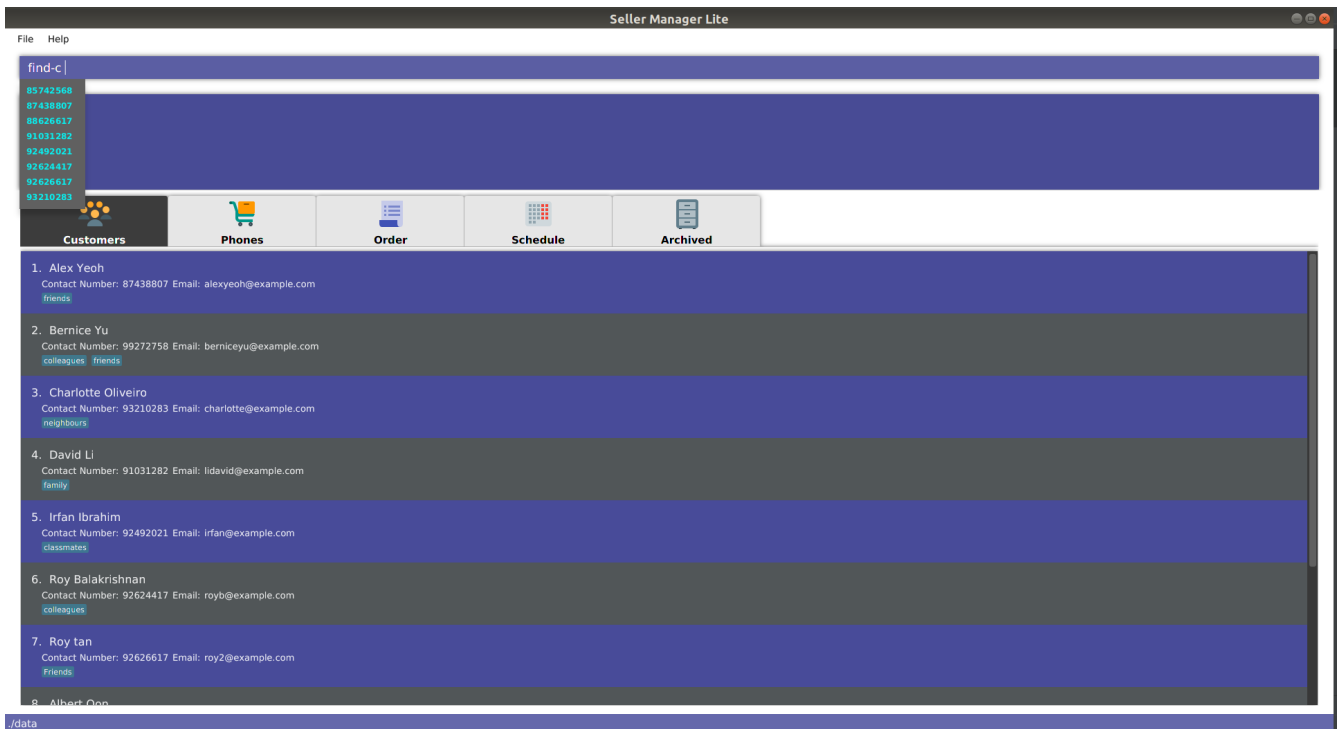 Seller Manager Lite
File Help
find-c
85742568
87438807
88626617
91031282
92492021
92624417
92626617
93210283
Customers Phones Order Schedule Archived
1. Alex Yeoh
Contact Number: 87438807 Email: alexyeoh@example.com
friends
2. Bernice Yu
Contact Number: 99272758 Email: berniceyu@example.com
colleagues friends
3. Charlotte Oliveiro
Contact Number: 93210283 Email: charlotte@example.com
neighbours
4. David Li
Contact Number: 91031282 Email: lidavid@example.com
family
5. Irfan Ibrahim
Contact Number: 92492021 Email: irfan@example.com
classmates
6. Roy Balakrishnan
Contact Number: 92624417 Email: royb@example.com
colleagues
7. Roy tan
Contact Number: 92626617 Email: roy2@example.com
Friends
8. Albert Oon
./data